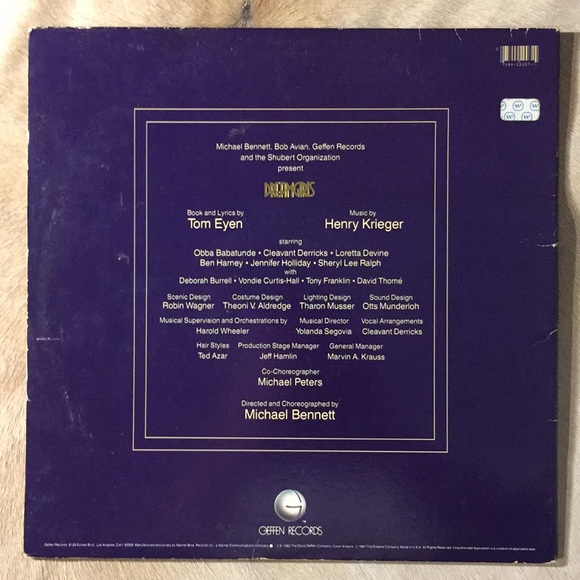 Michael Bennett, Bob Avian, Geffen Records
and the Shubert Organization
present
DREAMGIRLS
Book and Lyrics by Music by
Tom Eyen Henry Krieger
starring
Obba Babatunde • Cleavant Derricks • Loretta Devine
Ben Harney • Jennifer Holliday • Sheryl Lee Ralph
with
Deborah Burrell • Vondie Curtis-Hall • Tony Franklin • David Thomé
Scenic Design Costume Design Lighting Design Sound Design
Robin Wagner Theoni V. Aldredge Tharon Musser Otts Munderloh
Musical Supervision and Orchestrations by Musical Director Vocal Arrangements
Harold Wheeler Yolanda Segovia Cleavant Derricks
Hair Styles Production Stage Manager General Manager
Ted Azar Jeff Hamlin Marvin A. Krauss
Co-Choreographer
Michael Peters
Directed and Choreographed by
Michael Bennett
G
™
GEFFEN RECORDS